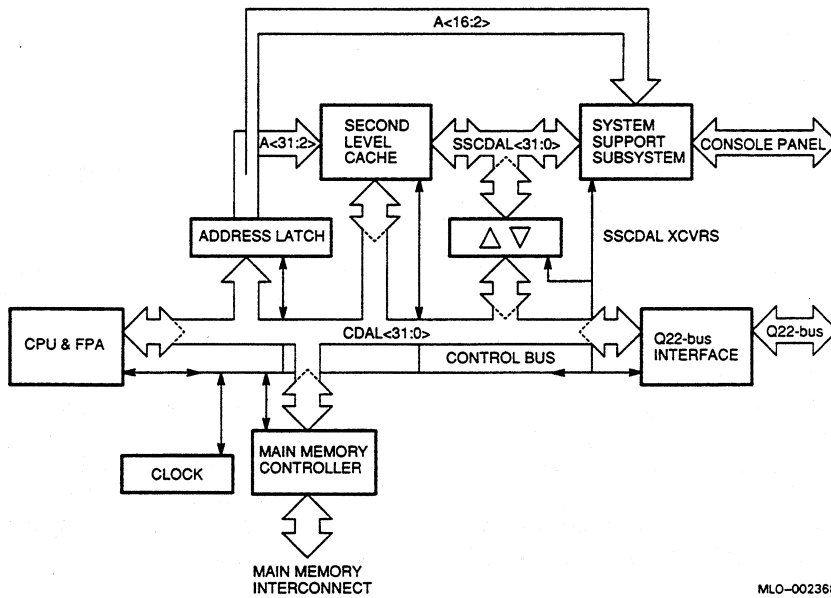 A<16:2>
SECOND
LEVEL
CACHE
A<31:2>
SSCDAL<31:0>
SYSTEM
SUPPORT
SUBSYSTEM
CONSOLE PANEL
ADDRESS LATCH
SSCDAL XCVRS
CPU & FPA
CDAL<31:0>
Q22-bus
INTERFACE
Q22-bus
CONTROL BUS
MAIN MEMORY
CONTROLLER
CLOCK
MAIN MEMORY
INTERCONNECT
MLO-002368